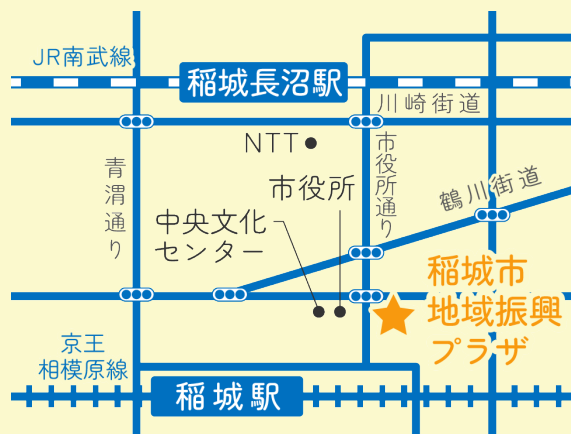 JR南武線
稲城長沼駅
川崎街道
NTT
市役所通り
青渭通り
市役所
鶴川街道
中央文化
センター
稲城市
地域振興
プラザ
京王
相模原線
稲城駅